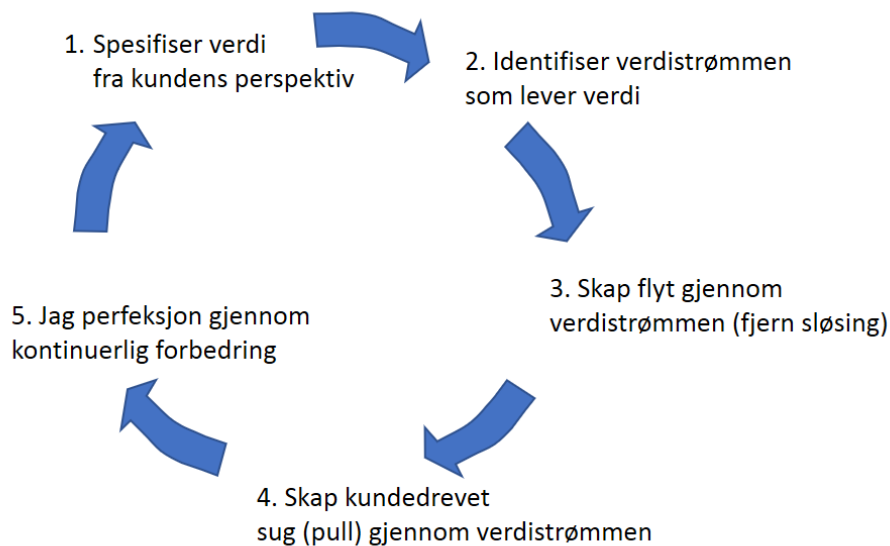 1. Spesifiser verdi
fra kundens perspektiv
2. Identifiser verdistrømmen
som lever verdi
3. Skap flyt gjennom
verdistrømmen (fjern sløsing)
4. Skap kundedrevet
sug (pull) gjennom verdistrømmen
5. Jag perfeksjon gjennom
kontinuerlig forbedring